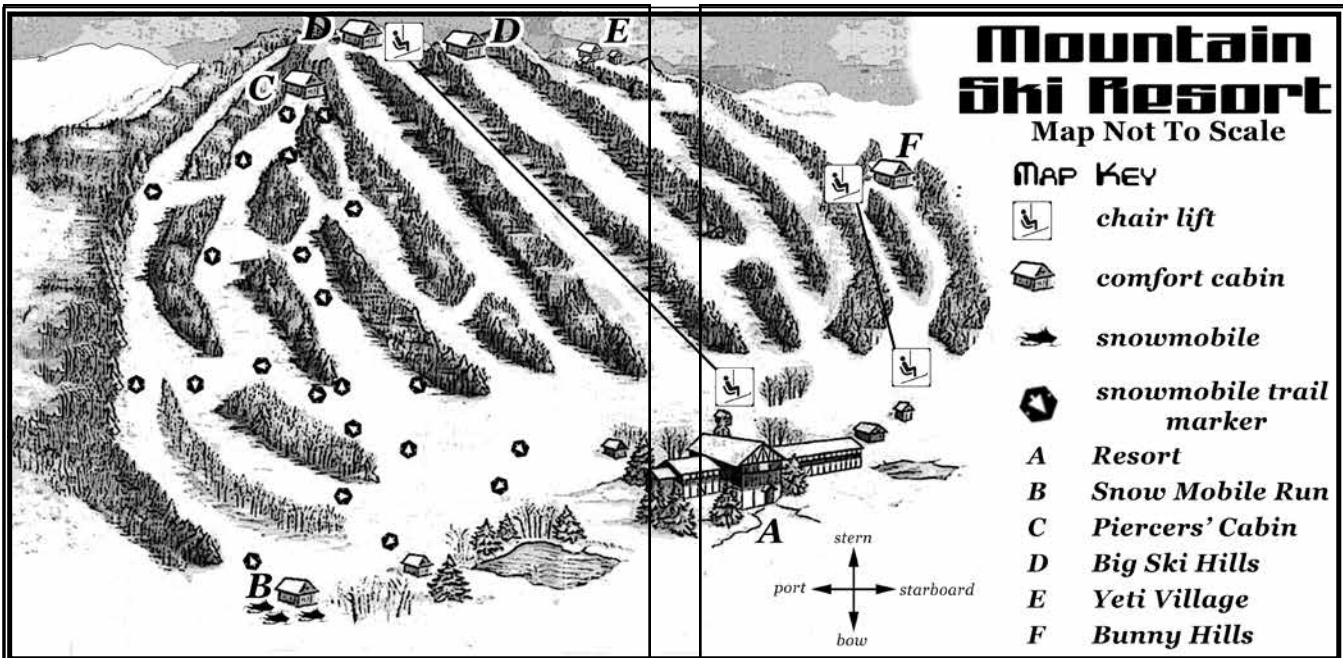 D
D
E
C
F
Mountain
Ski Resort
Map Not To Scale
Map Key
chair lift
comfort cabin
snowmobile
snowmobile trail
marker
A Resort
B Snow Mobile Run
C Piercers' Cabin
D Big Ski Hills
E Yeti Village
F Bunny Hills
A
B
stern
port
starboard
bow